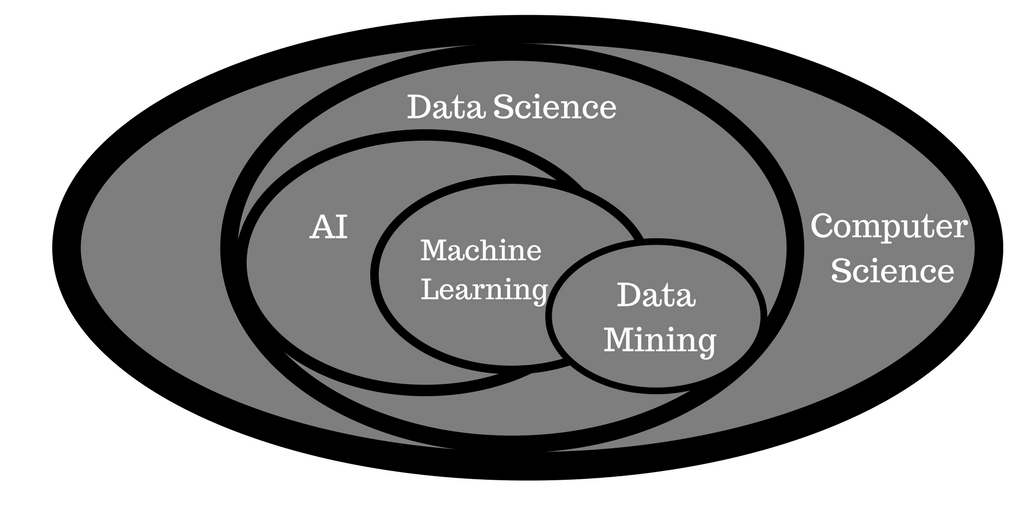 Data Science
AI
Machine
Learning
Data
Mining
Computer
Science